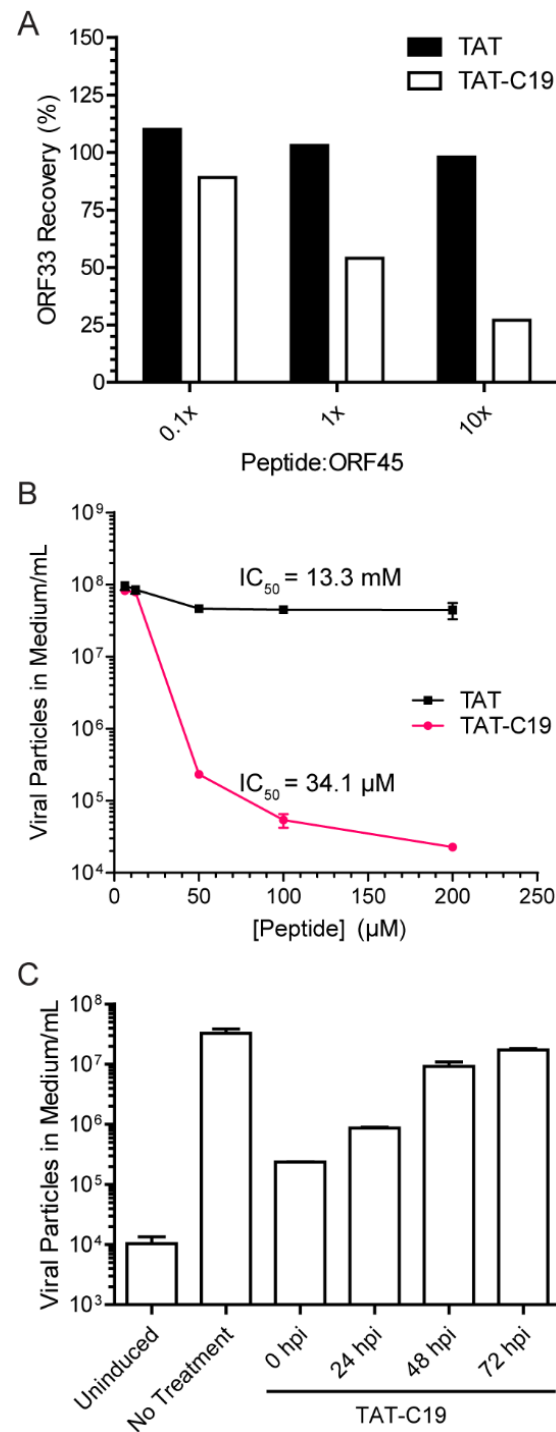 A
TAT
TAT-C19
150
125
100
75
50
25
0
ORF33 Recovery (%)
0.1x
1x
10x
Peptide:ORF45
B
10⁹
10⁸
10⁷
10⁶
10⁵
10⁴
Viral Particles in Medium/mL
IC₅₀ = 13.3 mM
TAT
TAT-C19
IC₅₀ = 34.1 µM
0 50 100 150 200 250
[Peptide] (µM)
C
10⁸
10⁷
10⁶
10⁵
10⁴
10³
Viral Particles in Medium/mL
Uninduced
No Treatment
0 hpi
24 hpi
48 hpi
72 hpi
TAT-C19